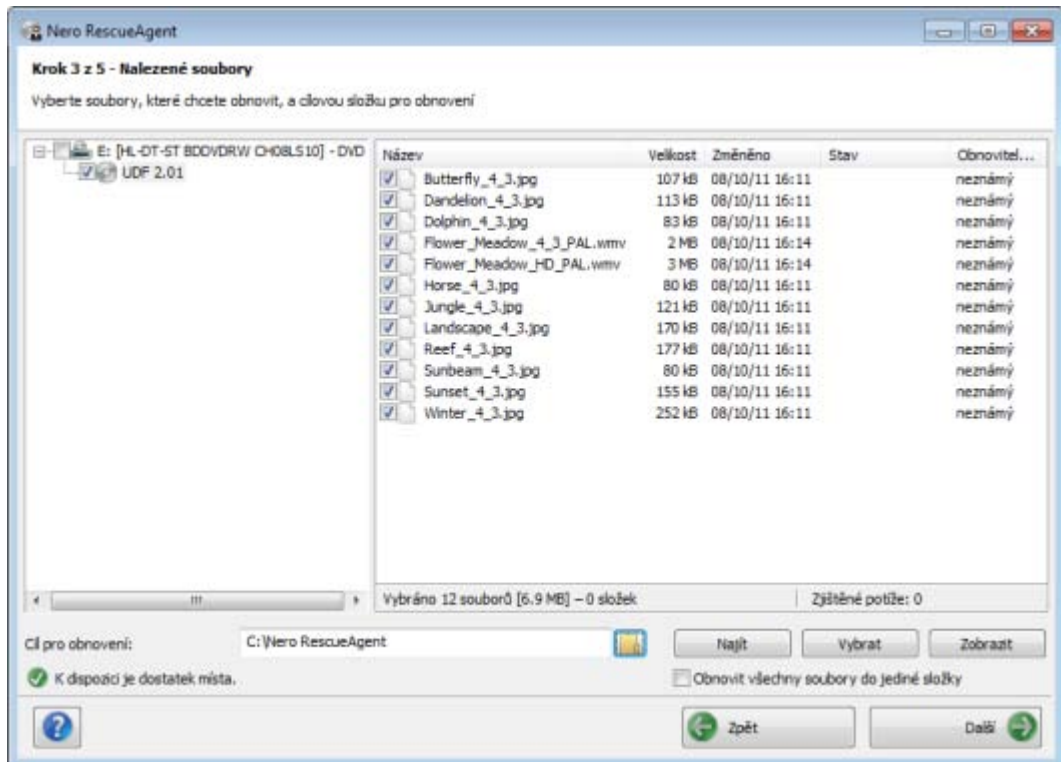 Nero RescueAgent
Krok 3 z 5 - Nalezené soubory
Vyberte soubory, které chcete obnovit, a cílovou složku pro obnovení
E: [HL-DT-ST BDDVDRW CH08LS10] - DVD
UDF 2.01
Název Velikost Změněno Stav Obnovitel...
Butterfly_4_3.jpg 107 kB 08/10/11 16:11 neznámý
Dandelion_4_3.jpg 113 kB 08/10/11 16:11 neznámý
Dolphin_4_3.jpg 83 kB 08/10/11 16:11 neznámý
Flower_Meadow_4_3_PAL.wmv 2 MB 08/10/11 16:14 neznámý
Flower_Meadow_HD_PAL.wmv 3 MB 08/10/11 16:14 neznámý
Horse_4_3.jpg 80 kB 08/10/11 16:11 neznámý
Jungle_4_3.jpg 121 kB 08/10/11 16:11 neznámý
Landscape_4_3.jpg 170 kB 08/10/11 16:11 neznámý
Reef_4_3.jpg 177 kB 08/10/11 16:11 neznámý
Sunbeam_4_3.jpg 80 kB 08/10/11 16:11 neznámý
Sunset_4_3.jpg 155 kB 08/10/11 16:11 neznámý
Winter_4_3.jpg 252 kB 08/10/11 16:11 neznámý
Vybráno 12 souborů [6.9 MB] – 0 složek Zjištěné potíže: 0
Cíl pro obnovení: C:\Nero RescueAgent Najít Vybrat Zobrazit
K dispozici je dostatek místa. Obnovit všechny soubory do jediné složky
Zpět Další